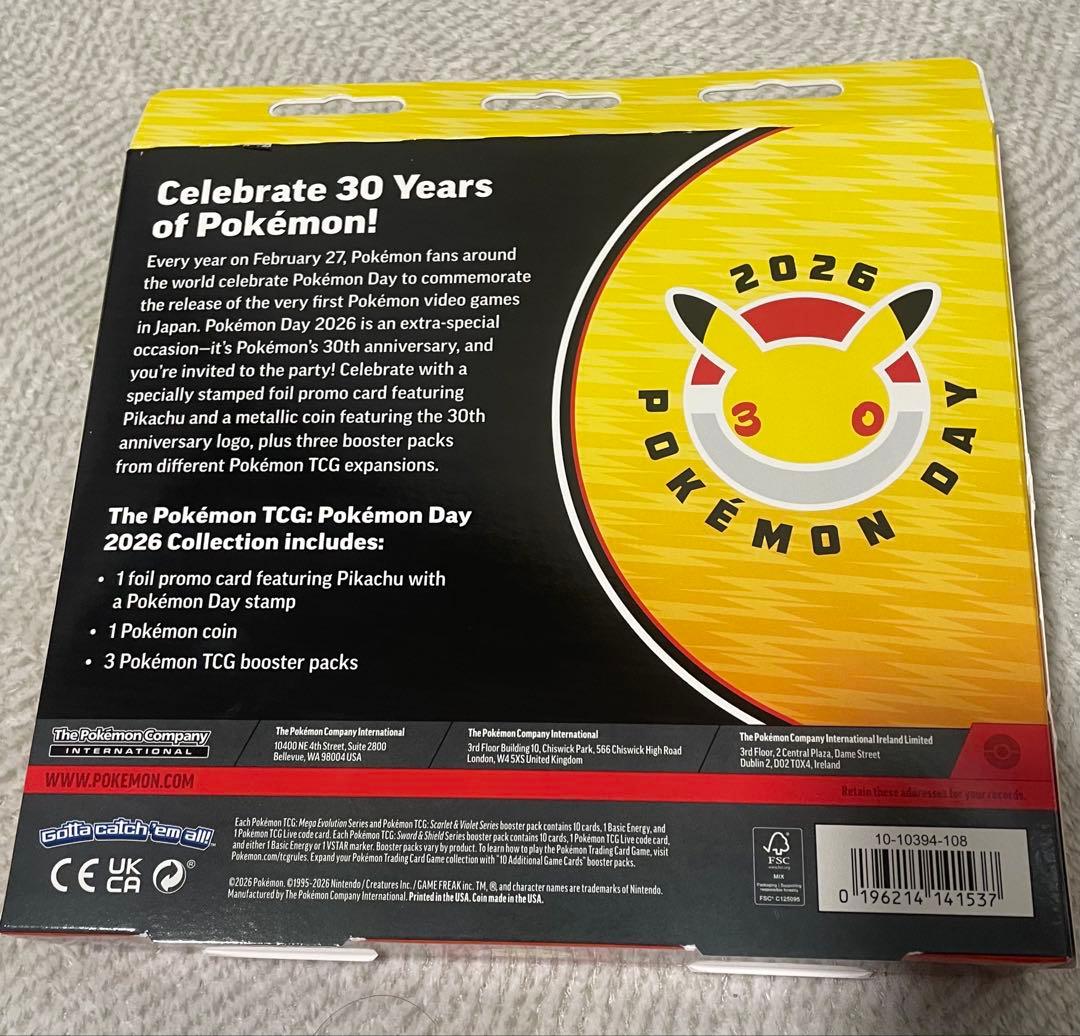 Celebrate 30 Years
of Pokémon!
Every year on February 27, Pokémon fans around
the world celebrate Pokémon Day to commemorate
the release of the very first Pokémon video games
in Japan. Pokémon Day 2026 is an extra-special
occasion—it's Pokémon's 30th anniversary, and
you're invited to the party! Celebrate with a
specially stamped foil promo card featuring
Pikachu and a metallic coin featuring the 30th
anniversary logo, plus three booster packs
from different Pokémon TCG expansions.
The Pokémon TCG: Pokémon Day
2026 Collection includes:
• 1 foil promo card featuring Pikachu with
a Pokémon Day stamp
• 1 Pokémon coin
• 3 Pokémon TCG booster packs
2026
30
POKÉMON DAY
The Pokémon Company
INTERNATIONAL
The Pokémon Company International
10400 NE 4th Street, Suite 2800
Bellevue, WA 98004 USA
The Pokémon Company International
3rd Floor Building 10, Chiswick Park, 566 Chiswick High Road
London, W4 5XS United Kingdom
The Pokémon Company International Ireland Limited
3rd Floor, 2 Central Plaza, Dame Street
Dublin 2, D02 T0X4, Ireland
WWW.POKEMON.COM
Retain these addresses for your records.
Gotta catch 'em all!™
CE UK CA ®
Each Pokémon TCG: Mega Evolution Series and Pokémon TCG: Scarlet & Violet Series booster pack contains 10 cards, 1 Basic Energy, and
1 Pokémon TCG Live code card. Each Pokémon TCG: Sword & Shield Series booster pack contains 10 cards, 1 Pokémon TCG Live code card,
and either 1 Basic Energy or 1 VSTAR marker. Booster packs vary by product. To learn how to play the Pokémon Trading Card Game, visit
Pokemon.com/tcgrules. Expand your Pokémon Trading Card Game collection with "10 Additional Game Cards" booster packs.
©2026 Pokémon. ©1995-2026 Nintendo / Creatures Inc. / GAME FREAK inc. TM, ®, and character names are trademarks of Nintendo.
Manufactured by The Pokémon Company International. Printed in the USA. Coin made in the USA.
FSC
www.fsc.org
MIX
Packaging | Supporting
responsible forestry
FSC® C125095
10-10394-108
0 196214 141537